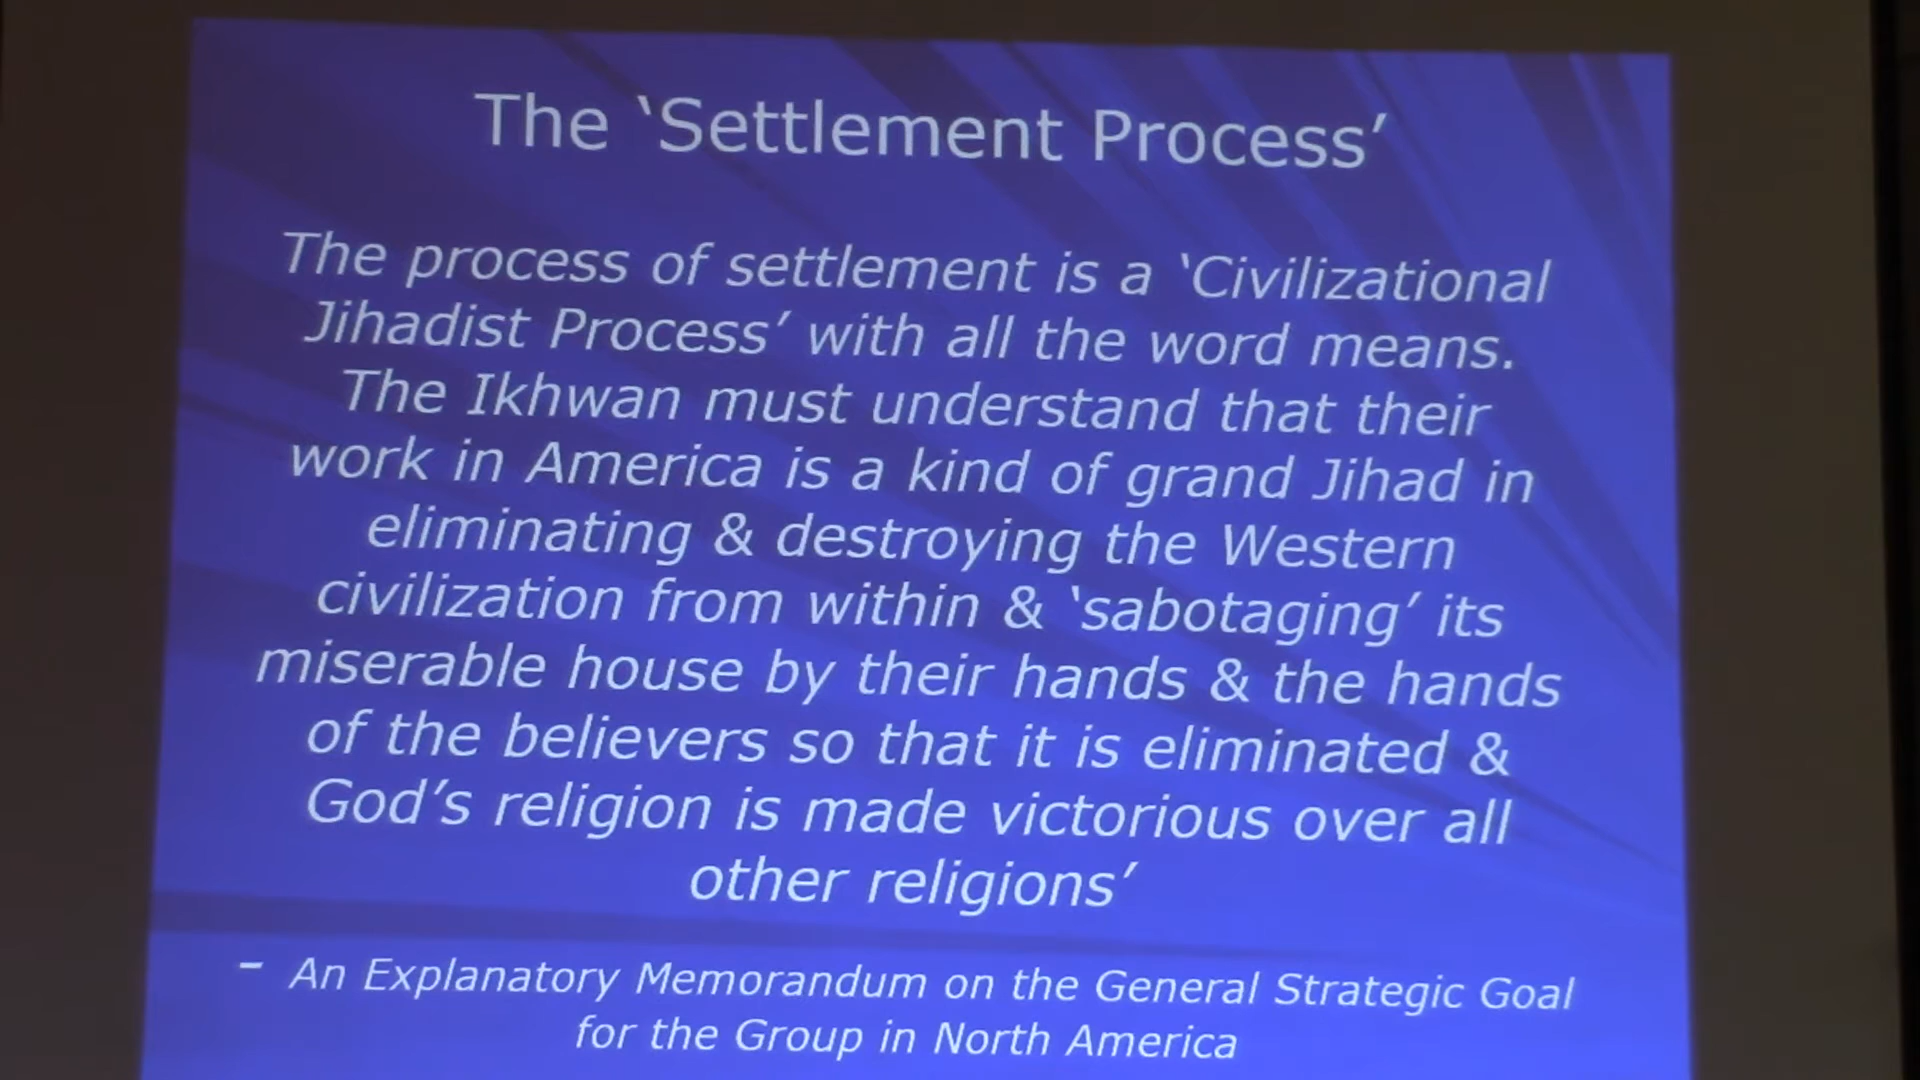 The ‘Settlement Process’
The process of settlement is a ‘Civilizational
Jihadist Process’ with all the word means.
The Ikhwan must understand that their
work in America is a kind of grand Jihad in
eliminating & destroying the Western
civilization from within & ‘sabotaging’ its
miserable house by their hands & the hands
of the believers so that it is eliminated &
God’s religion is made victorious over all
other religions’
– An Explanatory Memorandum on the General Strategic Goal
for the Group in North America